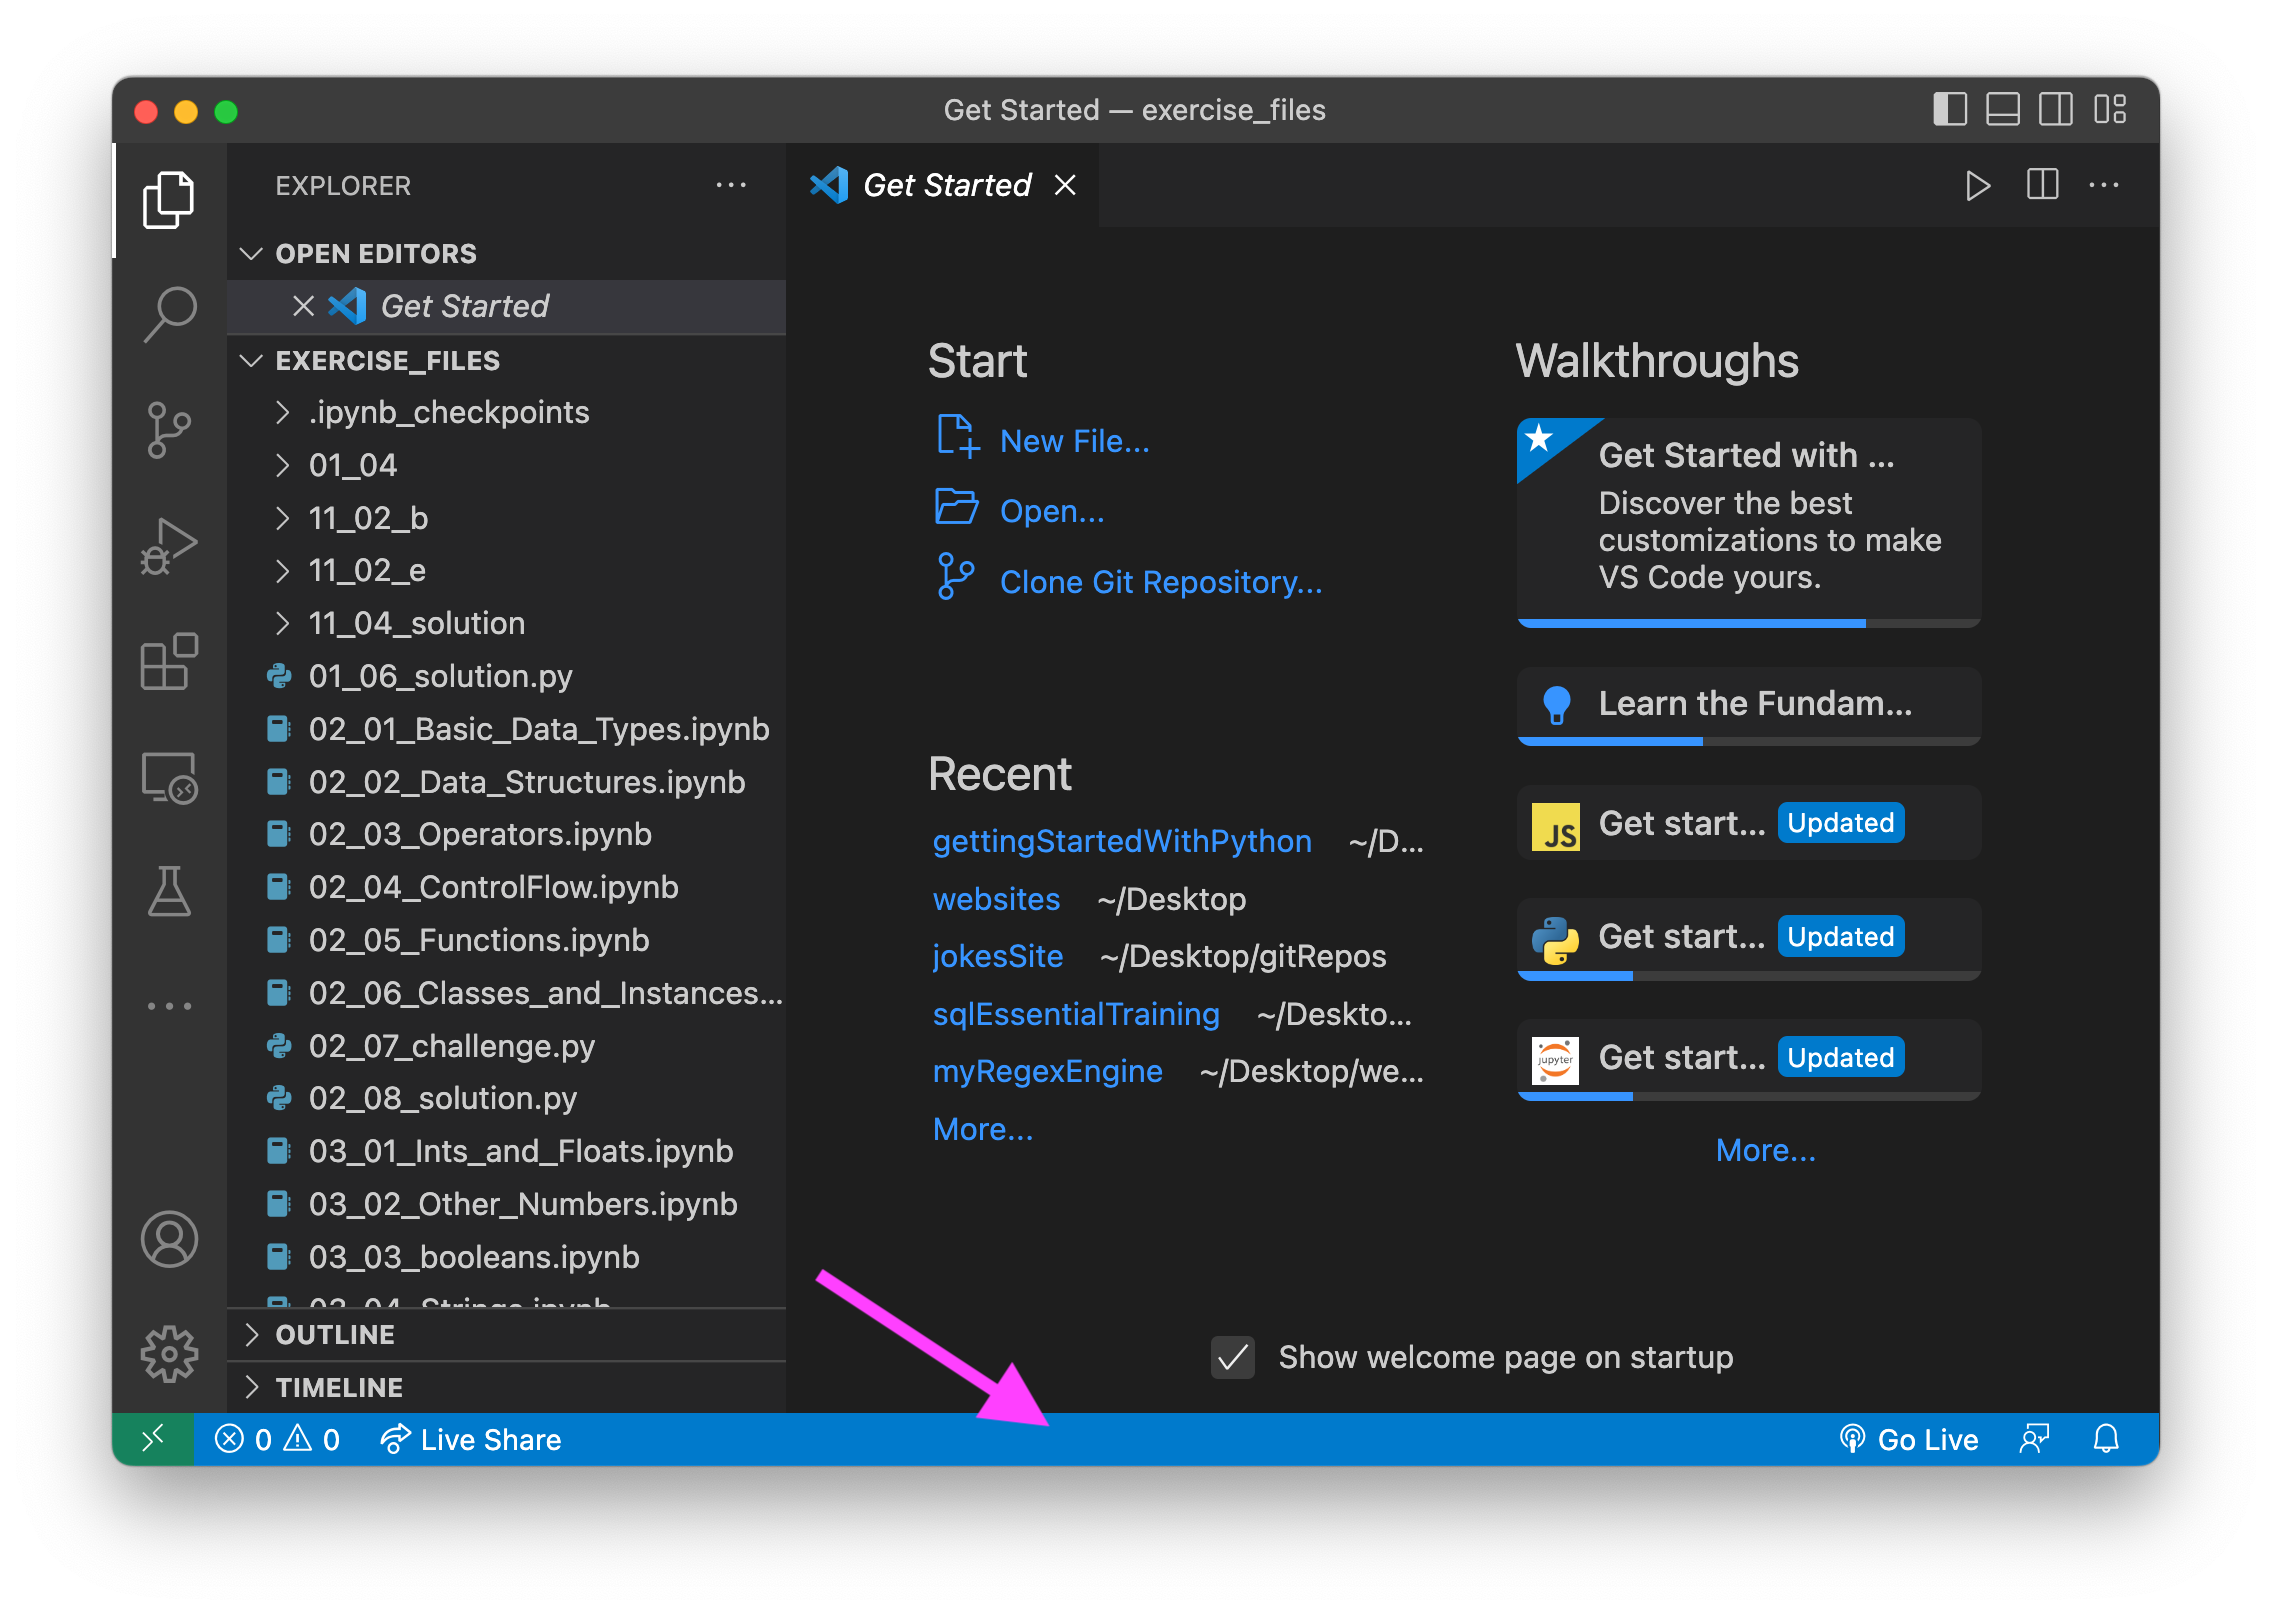 Get Started — exercise_files
EXPLORER
OPEN EDITORS
Get Started
EXERCISE_FILES
.ipynb_checkpoints
01_04
11_02_b
11_02_e
11_04_solution
01_06_solution.py
02_01_Basic_Data_Types.ipynb
02_02_Data_Structures.ipynb
02_03_Operators.ipynb
02_04_ControlFlow.ipynb
02_05_Functions.ipynb
02_06_Classes_and_Instances...
02_07_challenge.py
02_08_solution.py
03_01_Ints_and_Floats.ipynb
03_02_Other_Numbers.ipynb
03_03_booleans.ipynb
03_04_Strings.ipynb
OUTLINE
TIMELINE
Get Started
Start
New File...
Open...
Clone Git Repository...
Recent
gettingStartedWithPython ~/D...
websites ~/Desktop
jokesSite ~/Desktop/gitRepos
sqlEssentialTraining ~/Deskto...
myRegexEngine ~/Desktop/we...
More...
Walkthroughs
Get Started with ...
Discover the best
customizations to make
VS Code yours.
Learn the Fundam...
JS Get start... Updated
Get start... Updated
jupyter Get start... Updated
More...
Show welcome page on startup
0 0 Live Share
Go Live